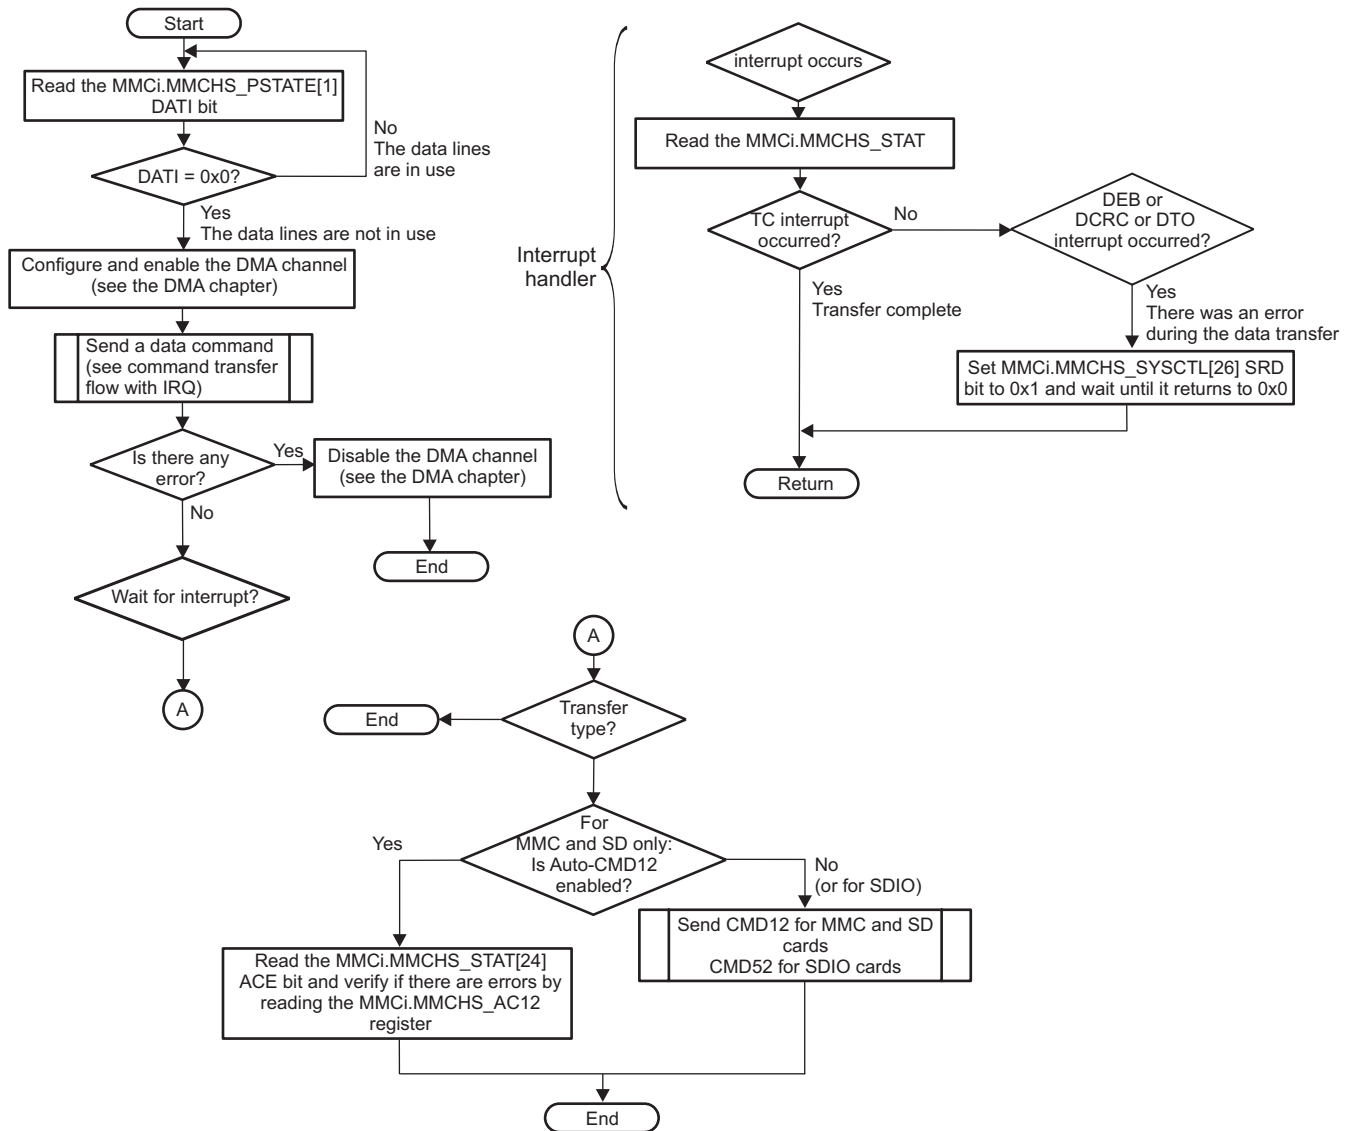 Start
Read the MMCi.MMCHS_PSTATE[1]
DATI bit
No
The data lines
are in use
DATI = 0x0?
Yes
The data lines are not in use
Configure and enable the DMA channel
(see the DMA chapter)
Send a data command
(see command transfer
flow with IRQ)
Is there any
error?
Yes
Disable the DMA channel
(see the DMA chapter)
End
No
Wait for interrupt?
A
Interrupt
handler
interrupt occurs
Read the MMCi.MMCHS_STAT
TC interrupt
occurred?
No
DEB or
DCRC or DTO
interrupt occurred?
Yes
Transfer complete
Yes
There was an error
during the data transfer
Set MMCi.MMCHS_SYSCTL[26] SRD
bit to 0x1 and wait until it returns to 0x0
Return
A
Transfer
type?
End
For
MMC and SD only:
Is Auto-CMD12
enabled?
Yes
No
(or for SDIO)
Read the MMCi.MMCHS_STAT[24]
ACE bit and verify if there are errors by
reading the MMCi.MMCHS_AC12
register
Send CMD12 for MMC and SD
cards
CMD52 for SDIO cards
End